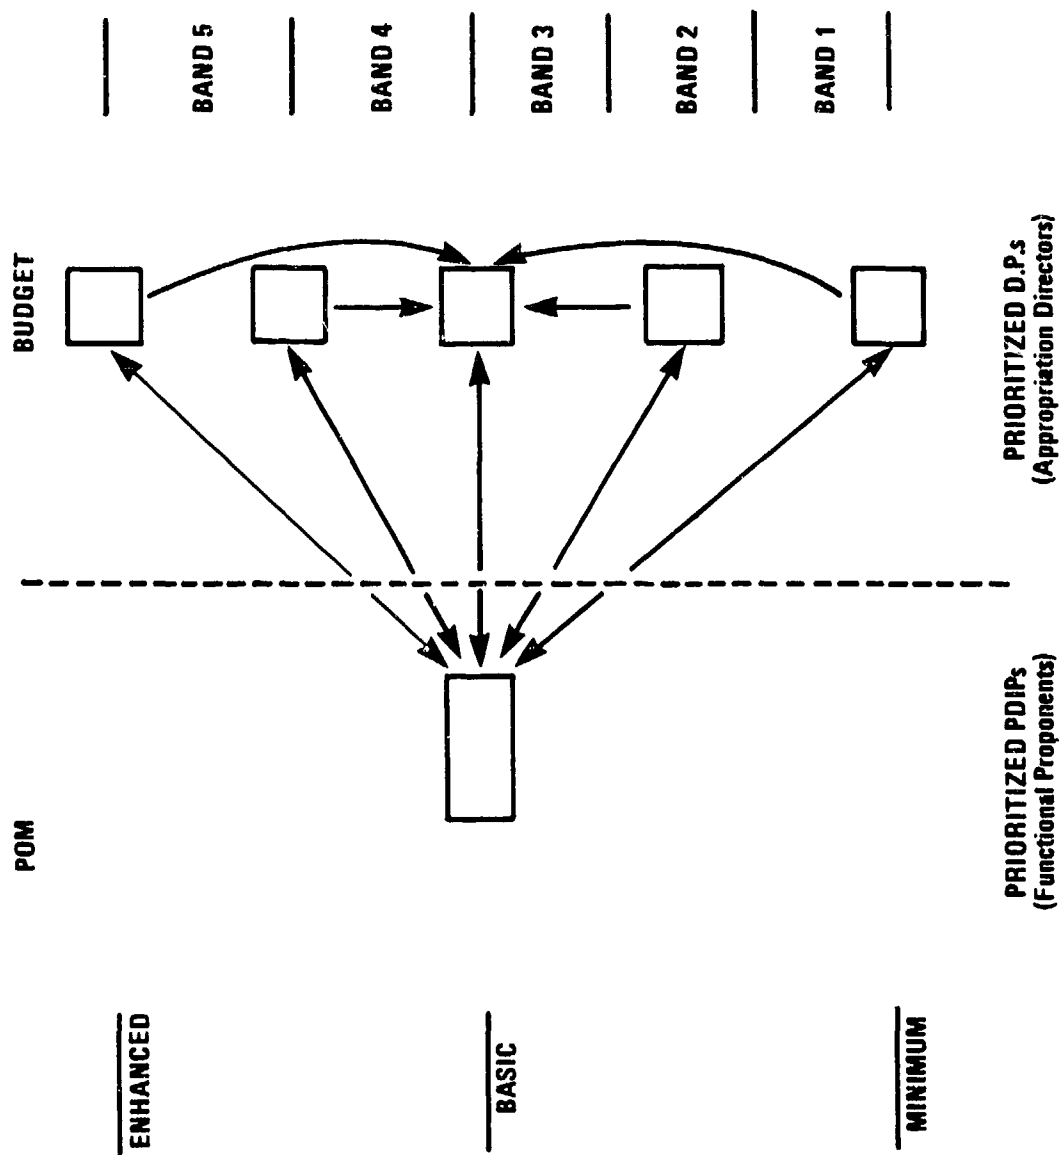 POM
BUDGET
ENHANCED
BAND 5
BAND 4
BASIC
BAND 3
BAND 2
BAND 1
MINIMUM
PRIORITIZED PDIPs
(Functional Proponents)
PRIORITIZED D.P.s
(Appropriation Directors)